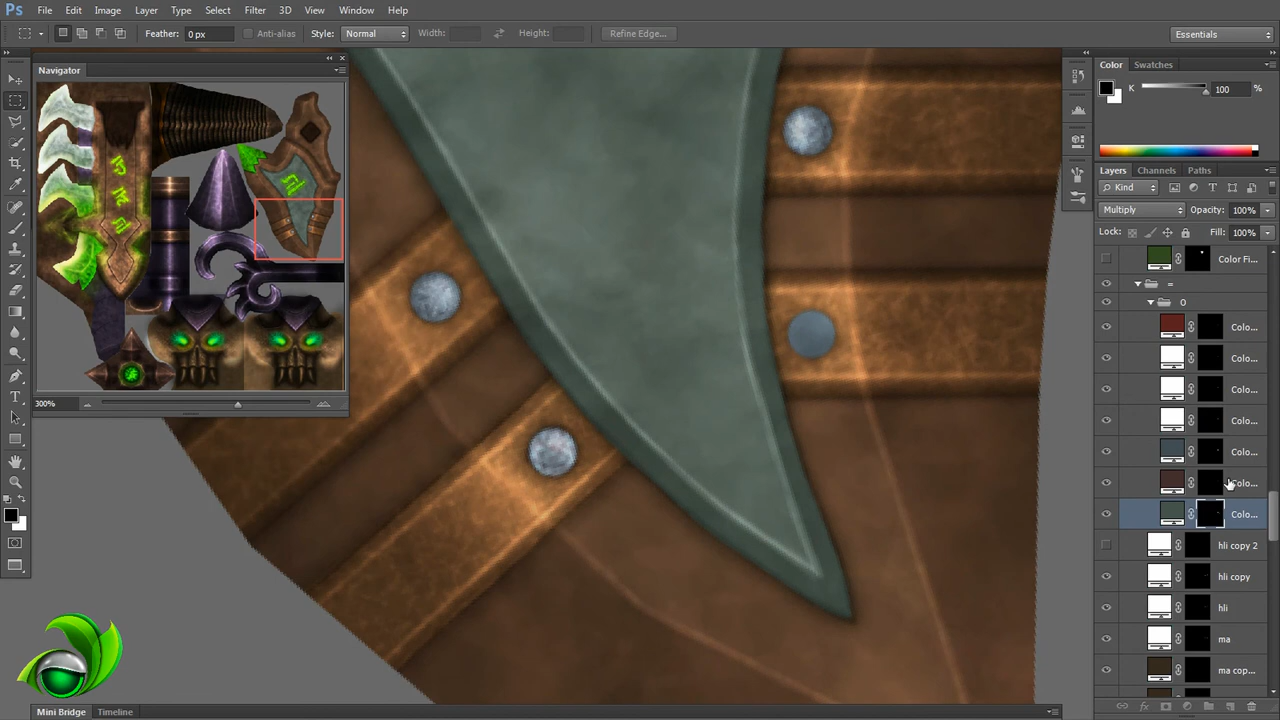 Ps File Edit Image Layer Type Select Filter 3D View Window Help
Feather: 0 px Anti-alias Style: Normal Width: Height: Refine Edge... Essentials
Navigator
300%
Color Swatches
K 100 %
Layers Channels Paths
Kind
Multiply Opacity: 100%
Lock: Fill: 100%
Color Fi...
=
O
Colo...
Colo...
Colo...
Colo...
Colo...
Colo...
Colo...
hli copy 2
hli copy
hli
ma
ma cop...
Mini Bridge Timeline